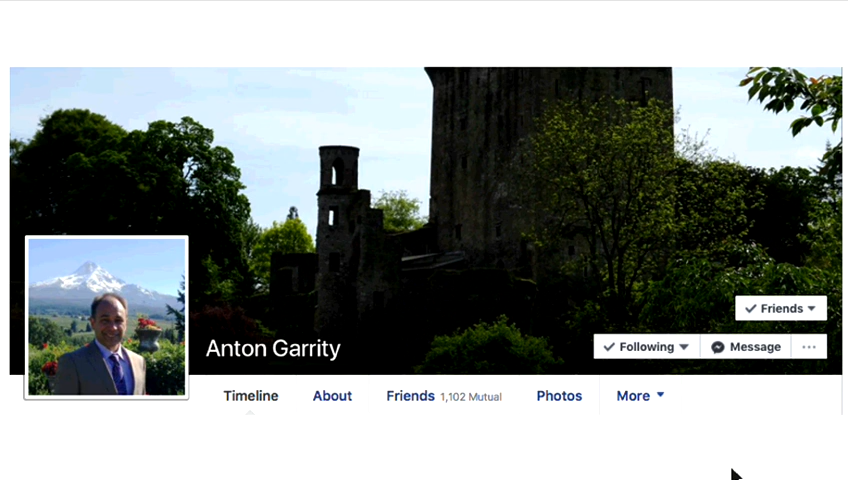 Friends
Anton Garrity
Following
Message
Timeline
About
Friends 1,102 Mutual
Photos
More